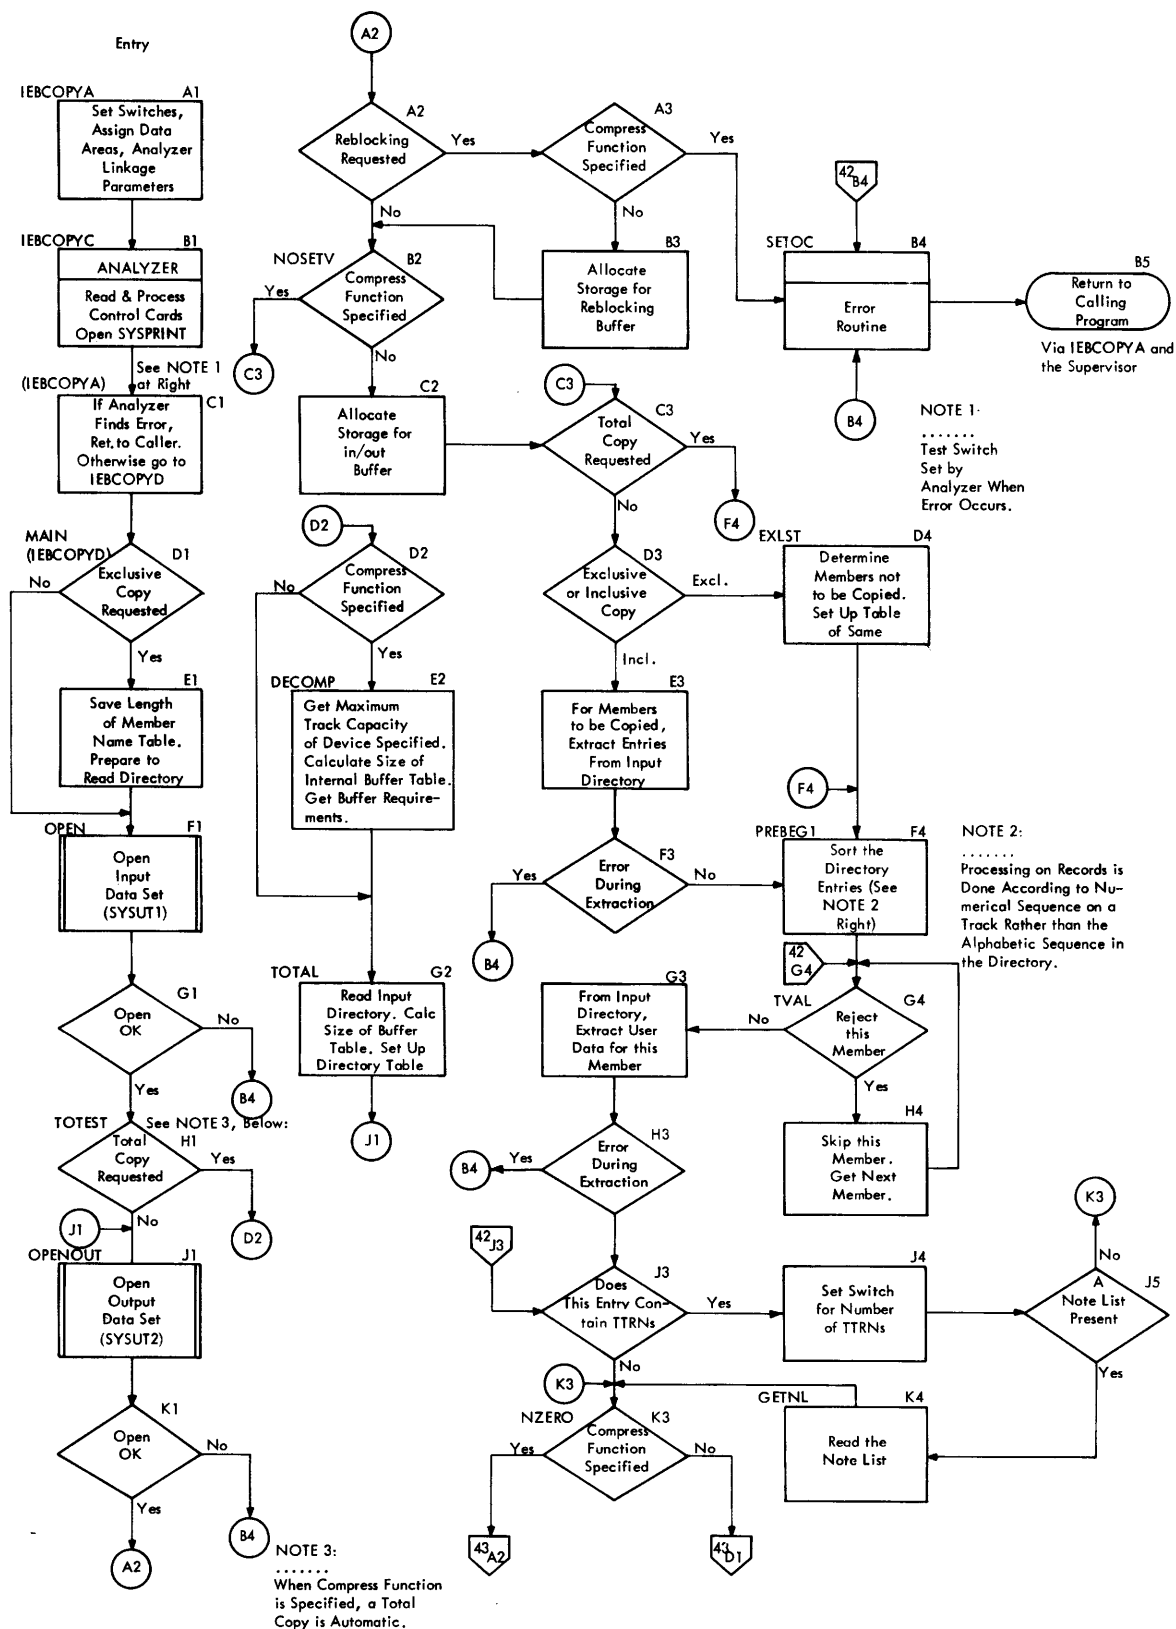 Entry
IEBCOPYA
A1
Set Switches,
Assign Data
Areas, Analyzer
Linkage
Parameters
IEBCOPYC
B1
ANALYZER
Read & Process
Control Cards
Open SYSPRINT
See NOTE 1
at Right
(IEBCOPYA)
C1
If Analyzer
Finds Error,
Ret. to Caller.
Otherwise go to
IEBCOPYD
MAIN
(IEBCOPYD)
D1
Exclusive
Copy
Requested
No
Yes
E1
Save Length
of Member
Name Table.
Prepare to
Read Directory
OPEN
F1
Open
Input
Data Set
(SYSUT1)
G1
Open
OK
No
B4
Yes
TOTEST
See NOTE 3, Below:
H1
Total
Copy
Requested
Yes
D2
No
J1
OPENOUT
J1
Open
Output
Data Set
(SYSUT2)
K1
Open
OK
No
B4
Yes
A2
NOTE 3:
.......
When Compress Function
is Specified, a Total
Copy is Automatic.
A2
A2
Reblocking
Requested
Yes
No
NOSETV
B2
Compress
Function
Specified
Yes
C3
No
C2
Allocate
Storage for
in/out
Buffer
D2
D2
Compress
Function
Specified
No
Yes
DECOMP
E2
Get Maximum
Track Capacity
of Device Specified.
Calculate Size of
Internal Buffer Table.
Get Buffer Require-
ments.
TOTAL
G2
Read Input
Directory. Calc
Size of Buffer
Table. Set Up
Directory Table
J1
A3
Compress
Function
Specified
Yes
No
B3
Allocate
Storage for
Reblocking
Buffer
C3
C3
Total
Copy
Requested
Yes
F4
No
D3
Exclusive
or Inclusive
Copy
Excl.
Incl.
E3
For Members
to be Copied,
Extract Entries
From Input
Directory
F3
Error
During
Extraction
Yes
B4
No
G3
From Input
Directory,
Extract User
Data for this
Member
H3
Error
During
Extraction
Yes
B4
42
J3
J3
Does
This Entry Con-
tain TTRNs
Yes
No
K3
NZERO
K3
Compress
Function
Specified
Yes
No
43
A2
43
D1
42
B4
SETOC
B4
Error
Routine
B4
B5
Return to
Calling
Program
Via IEBCOPYA and
the Supervisor
NOTE 1:
.......
Test Switch
Set by
Analyzer When
Error Occurs.
EXLST
D4
Determine
Members not
to be Copied.
Set Up Table
of Same
F4
PREBEG1
F4
Sort the
Directory
Entries (See
NOTE 2
Right)
NOTE 2:
.......
Processing on Records is
Done According to Nu-
merical Sequence on a
Track Rather than the
Alphabetic Sequence in
the Directory.
42
G4
TVAL
G4
Reject
this
Member
No
Yes
H4
Skip this
Member.
Get Next
Member.
J4
Set Switch
for Number
of TTRNs
K3
No
J5
A
Note List
Present
Yes
GETNL
K4
Read the
Note List